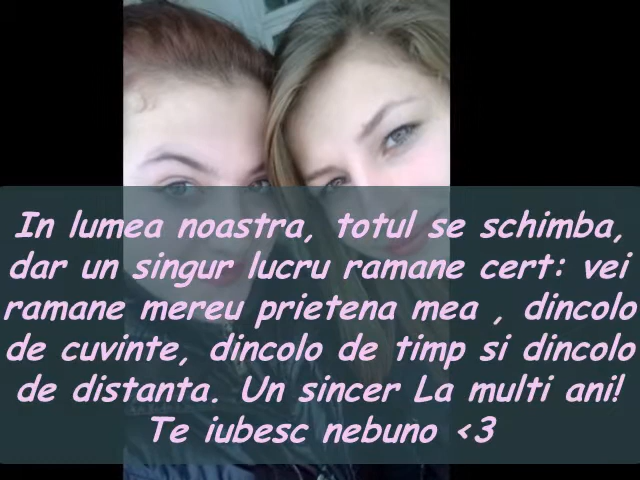 In lumea noastra, totul se schimba,
dar un singur lucru ramane cert: vei
ramane mereu prietena mea , dincolo
de cuvinte, dincolo de timp si dincolo
de distanta. Un sincer La multi ani!
Te iubesc nebuno <3